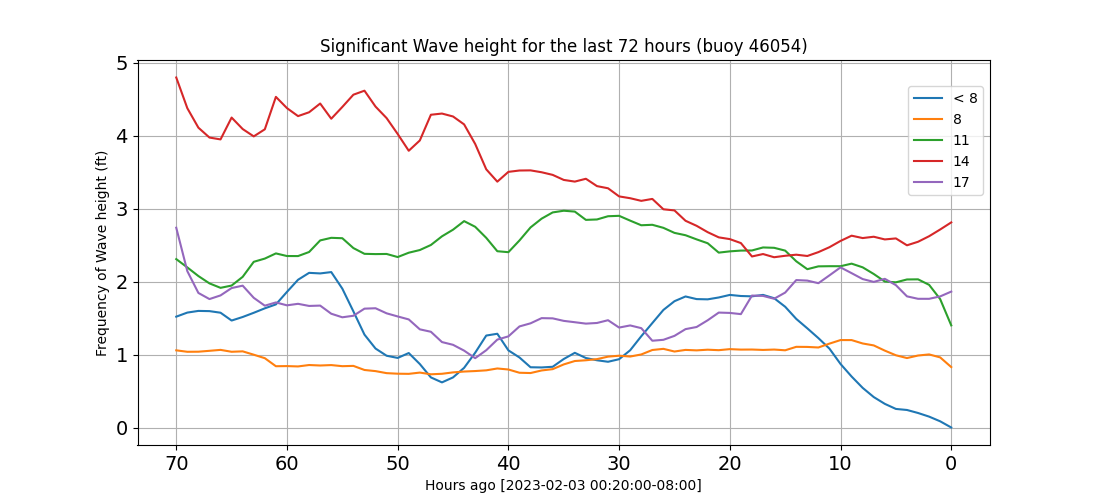 Significant Wave height for the last 72 hours (buoy 46054)
Frequency of Wave height (ft)
5
4
3
2
1
0
< 8
8
11
14
17
70 60 50 40 30 20 10 0
Hours ago [2023-02-03 00:20:00-08:00]